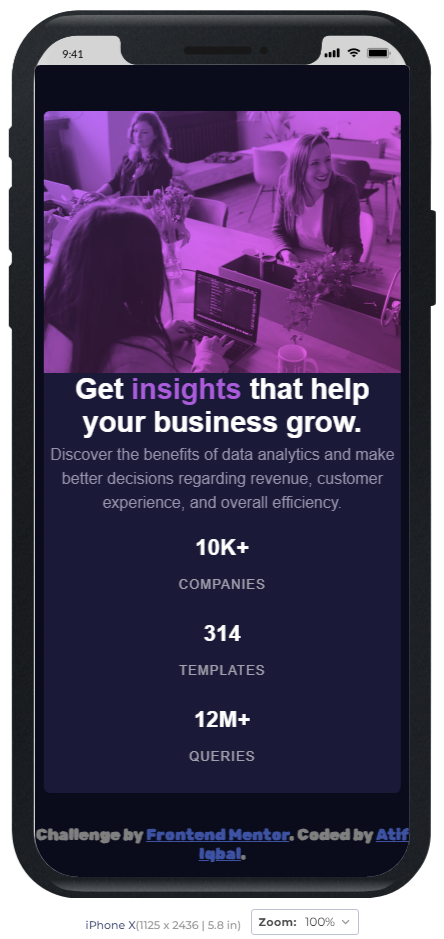 9:41
Get insights that help
your business grow.
Discover the benefits of data analytics and make
better decisions regarding revenue, customer
experience, and overall efficiency.
10K+
COMPANIES
314
TEMPLATES
12M+
QUERIES
Challenge by Frontend Mentor. Coded by Atif
Iqbal.
iPhone X(1125 x 2436 | 5.8 in) Zoom: 100%